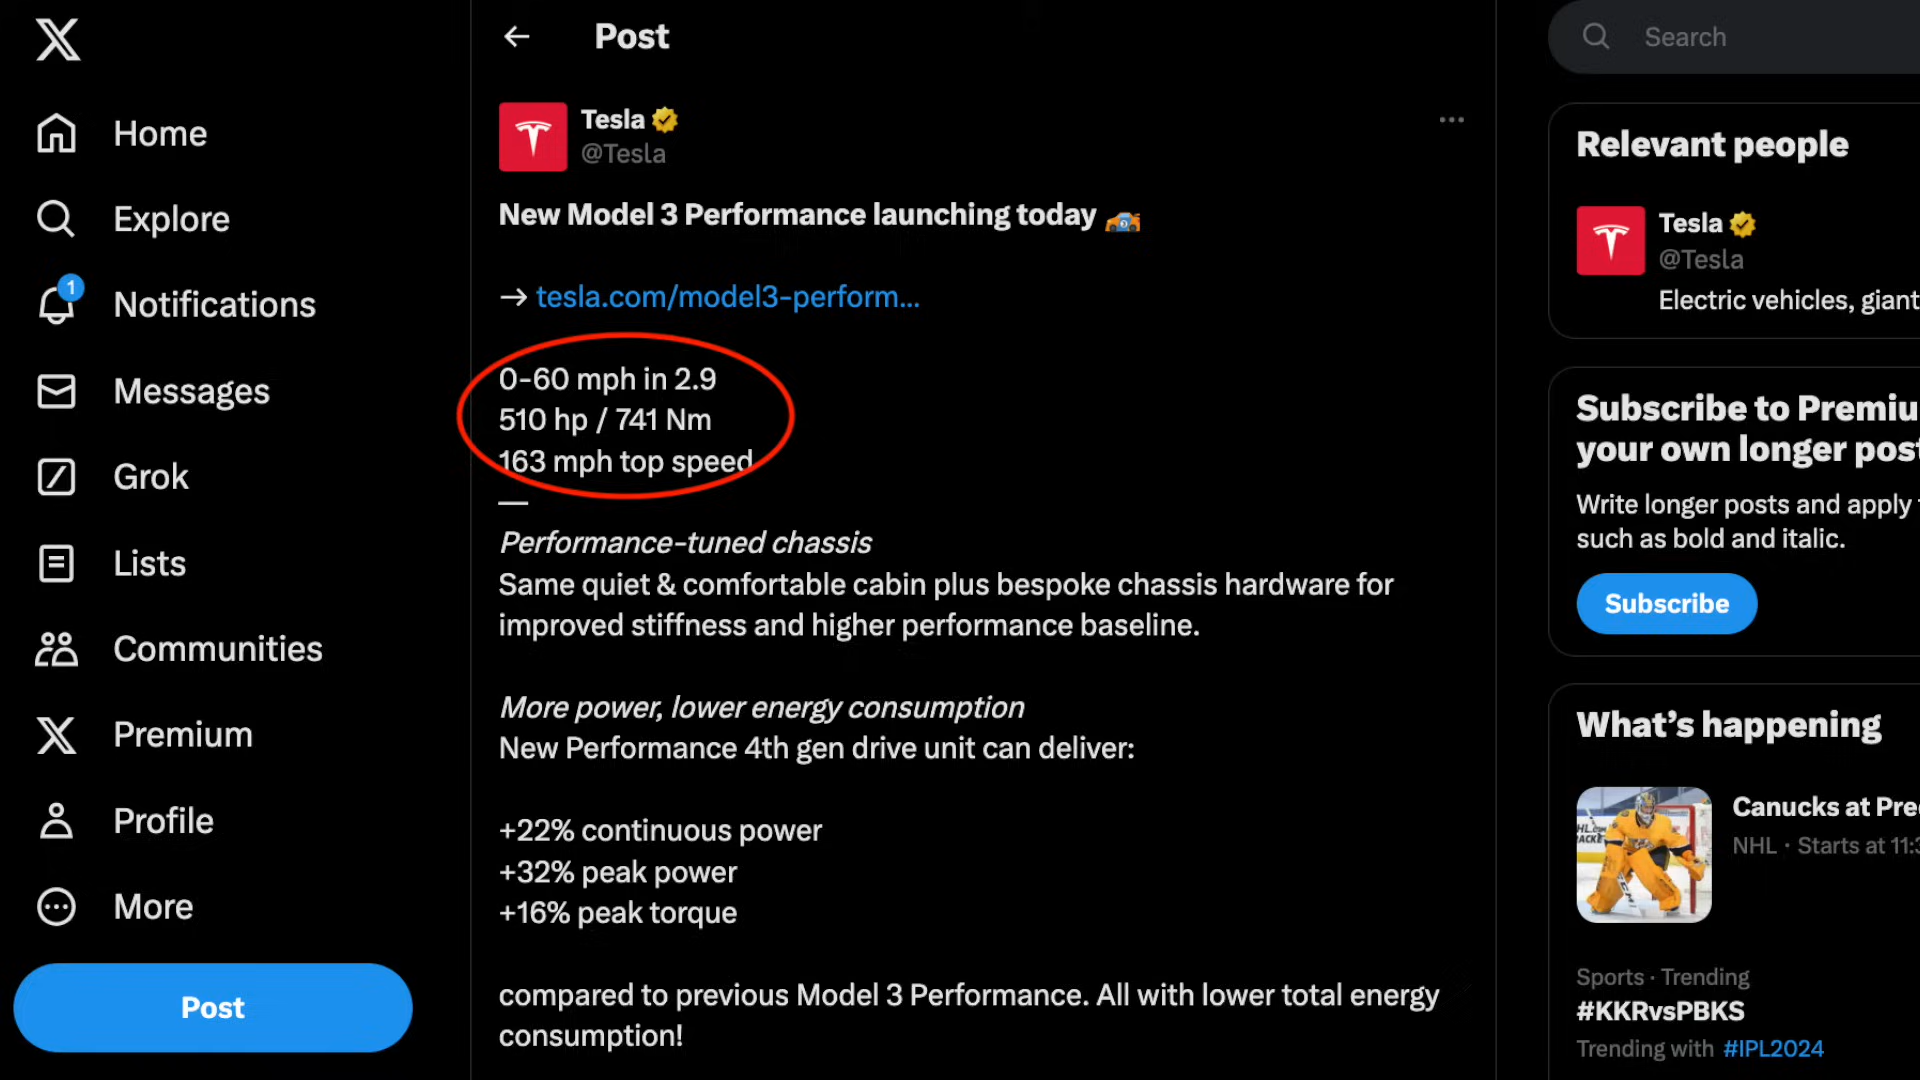 Home
Explore
1
Notifications
Messages
Grok
Lists
Communities
Premium
Profile
More
Post
Post
Tesla
@Tesla
New Model 3 Performance launching today
→ tesla.com/model3-perform...
0-60 mph in 2.9
510 hp / 741 Nm
163 mph top speed
—
Performance-tuned chassis
Same quiet & comfortable cabin plus bespoke chassis hardware for
improved stiffness and higher performance baseline.
More power, lower energy consumption
New Performance 4th gen drive unit can deliver:
+22% continuous power
+32% peak power
+16% peak torque
compared to previous Model 3 Performance. All with lower total energy
consumption!
Search
Relevant people
Tesla
@Tesla
Electric vehicles, giant
Subscribe to Premiu
your own longer post
Write longer posts and apply
such as bold and italic.
Subscribe
What's happening
Canucks at Pre
NHL · Starts at 11:3
Sports · Trending
#KKRvsPBKS
Trending with #IPL2024